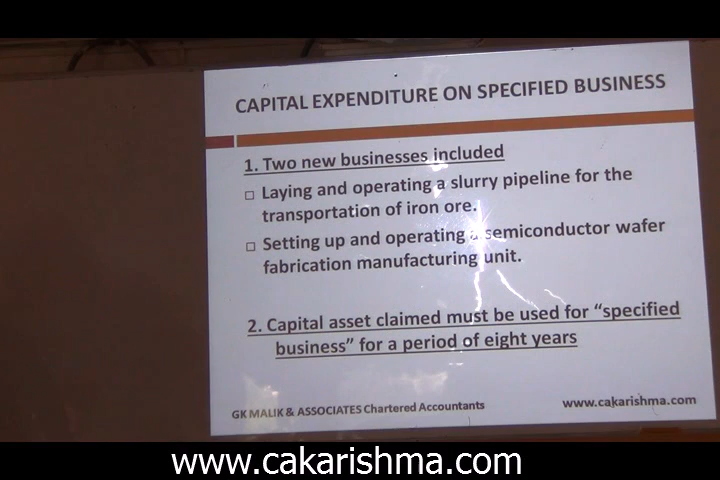 CAPITAL EXPENDITURE ON SPECIFIED BUSINESS
1. Two new businesses included
Laying and operating a slurry pipeline for the
transportation of iron ore.
Setting up and operating a semiconductor wafer
fabrication manufacturing unit.
2. Capital asset claimed must be used for “specified
business” for a period of eight years
GK MALIK & ASSOCIATES Chartered Accountants
www.cakarishma.com
www.cakarishma.com